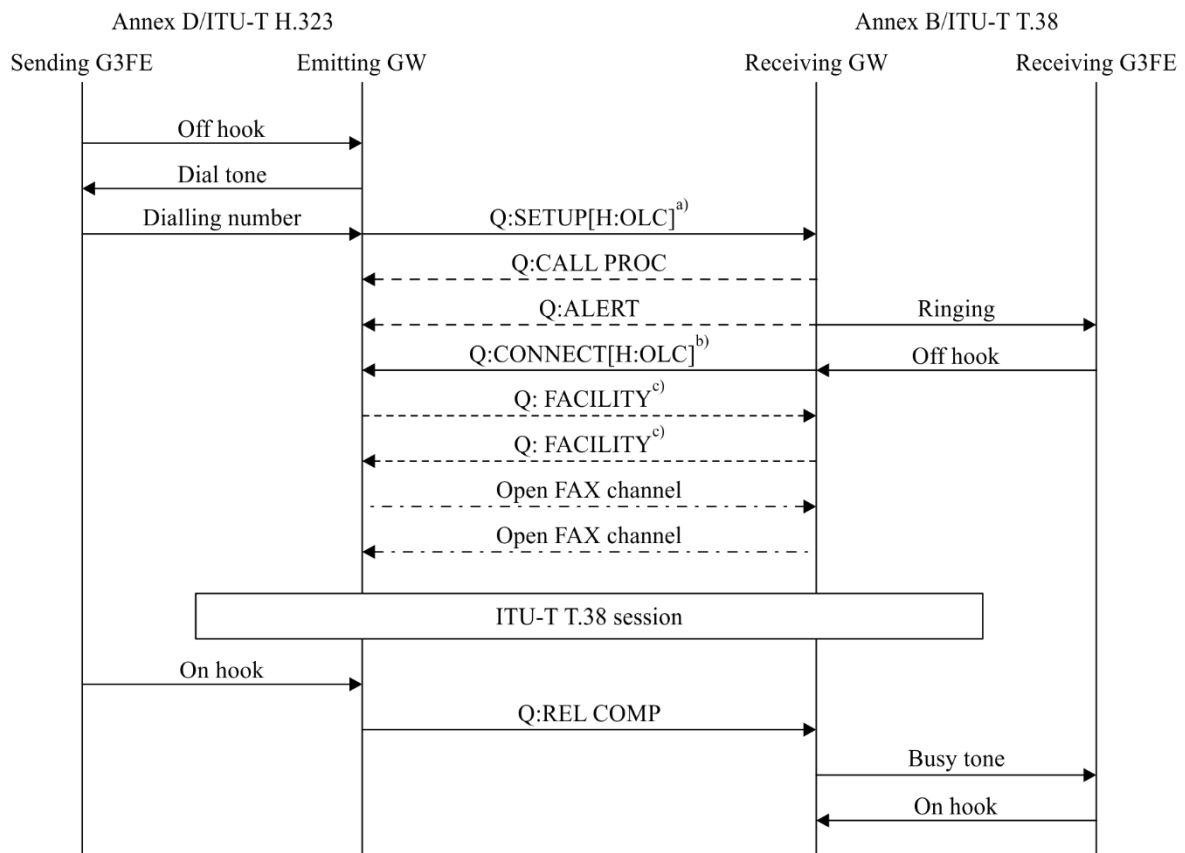 Annex D/ITU-T H.323 Annex B/ITU-T T.38
Sending G3FE Emitting GW Receiving GW Receiving G3FE
Off hook
Dial tone
Dialling number Q:SETUP[H:OLC]a)
Q:CALL PROC
Q:ALERT Ringing
Q:CONNECT[H:OLC]b) Off hook
Q: FACILITYc)
Q: FACILITYc)
Open FAX channel
Open FAX channel
ITU-T T.38 session
On hook
Q:REL COMP
Busy tone
On hook